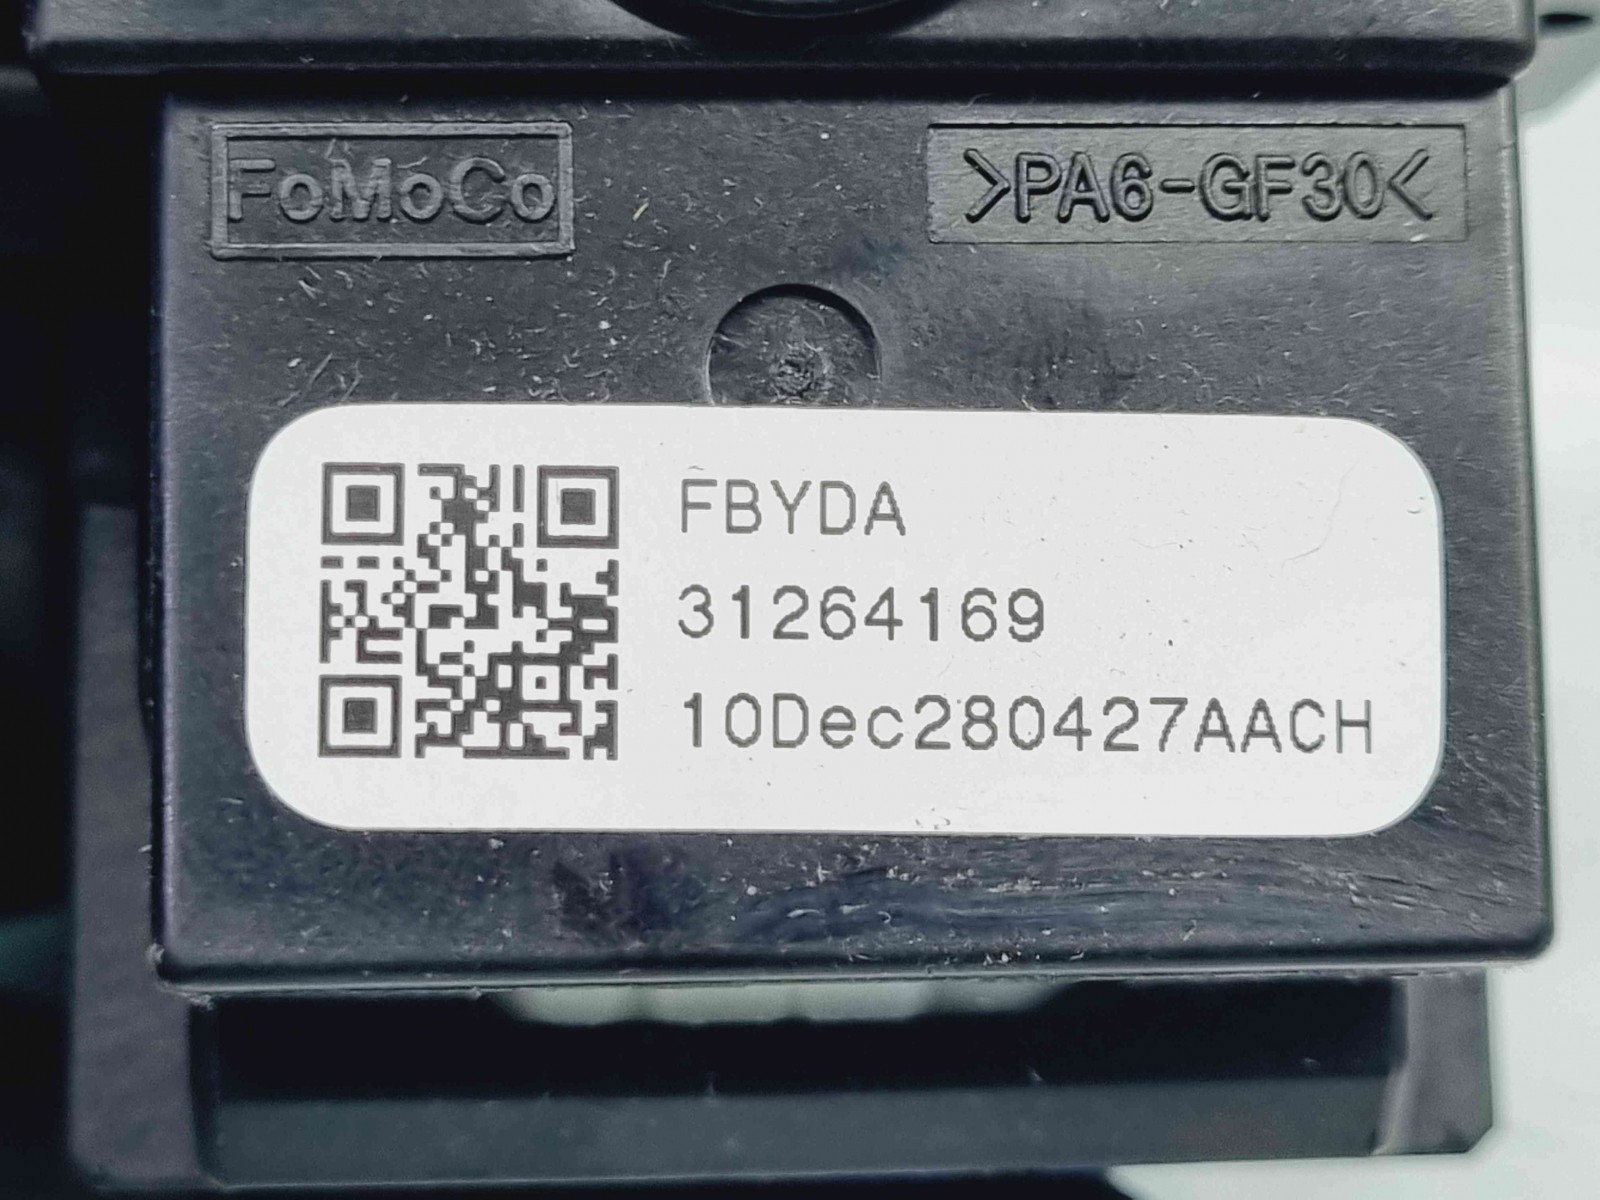 FoMoCo
>PA6-GF30<
FBYDA
31264169
10Dec280427AACH